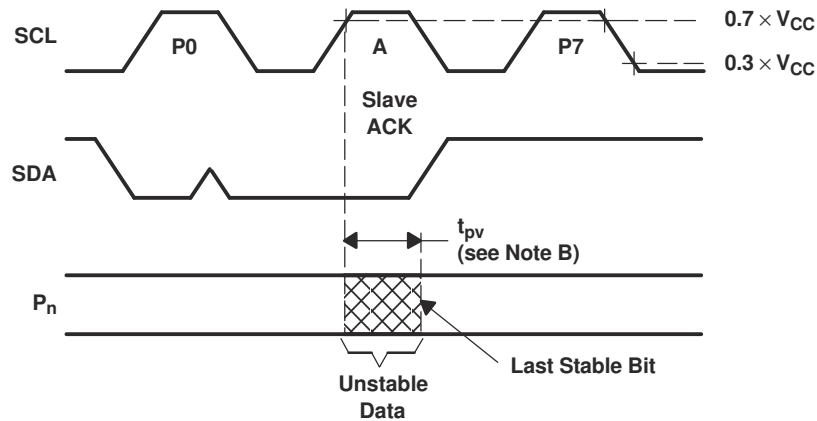 SCL
P0
A
P7
0.7 × VCC
0.3 × VCC
Slave
ACK
SDA
tpv
(see Note B)
Pn
Last Stable Bit
Unstable
Data